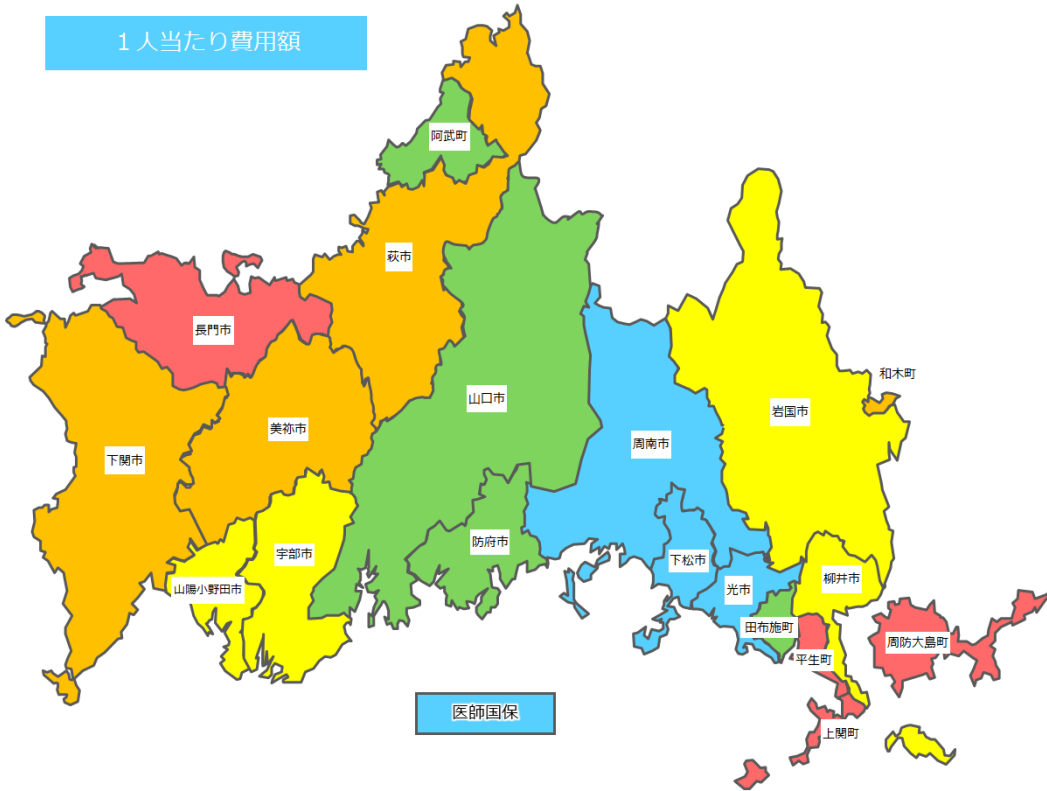 １人当たり費用額
阿武町
萩市
長門市
和木町
山口市
岩国市
美祢市
周南市
下関市
防府市
宇部市
下松市
柳井市
山陽小野田市
光市
田布施町
周防大島町
平生町
医師国保
上関町